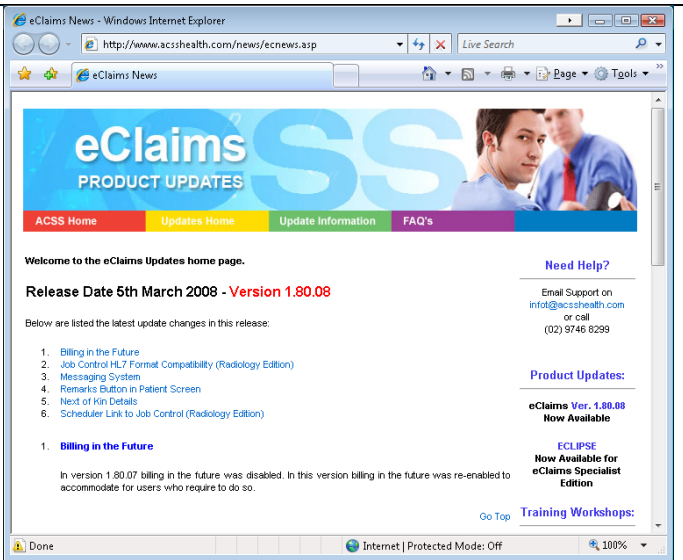 eClaims News - Windows Internet Explorer
http://www.acsshealth.com/news/ecnews.asp
Live Search
eClaims News
Page
Tools
ACSS
eClaims
PRODUCT UPDATES
ACSS Home
Updates Home
Update Information
FAQ's
Welcome to the eClaims Updates home page.
Release Date 5th March 2008 - Version 1.80.08
Below are listed the latest update changes in this release:
1. Billing in the Future
2. Job Control HL7 Format Compatibility (Radiology Edition)
3. Messaging System
4. Remarks Button in Patient Screen
5. Next of Kin Details
6. Scheduler Link to Job Control (Radiology Edition)
1. Billing in the Future
In version 1.80.07 billing in the future was disabled. In this version billing in the future was re-enabled to
accommodate for users who require to do so.
Go Top
Need Help?
Email Support on
infot@acsshealth.com
or call
(02) 9746 8299
Product Updates:
eClaims Ver. 1.80.08
Now Available
ECLIPSE
Now Available for
eClaims Specialist
Edition
Training Workshops:
Done
Internet | Protected Mode: Off
100%